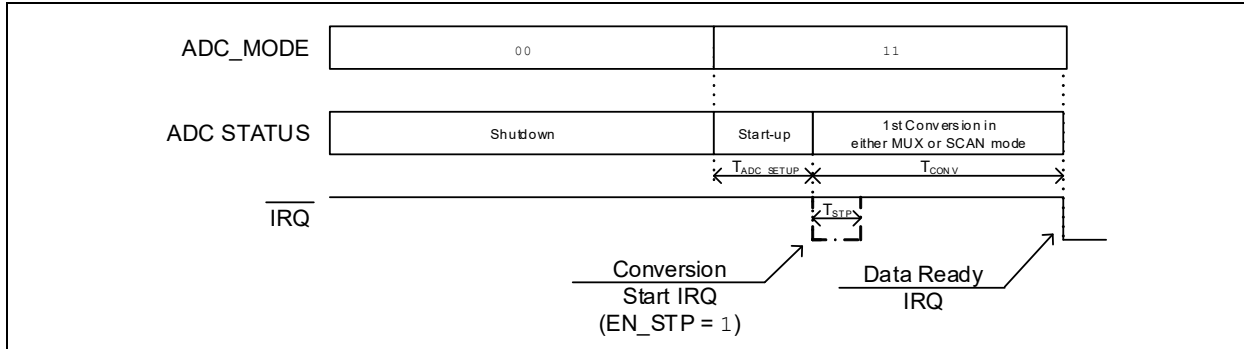 ADC_MODE
00
11
ADC STATUS
Shutdown
Start-up
1st Conversion in
either MUX or SCAN mode
TADC_SETUP
TCONV
IRQ
TSTP
Conversion
Start IRQ
(EN_STP = 1)
Data Ready
IRQ